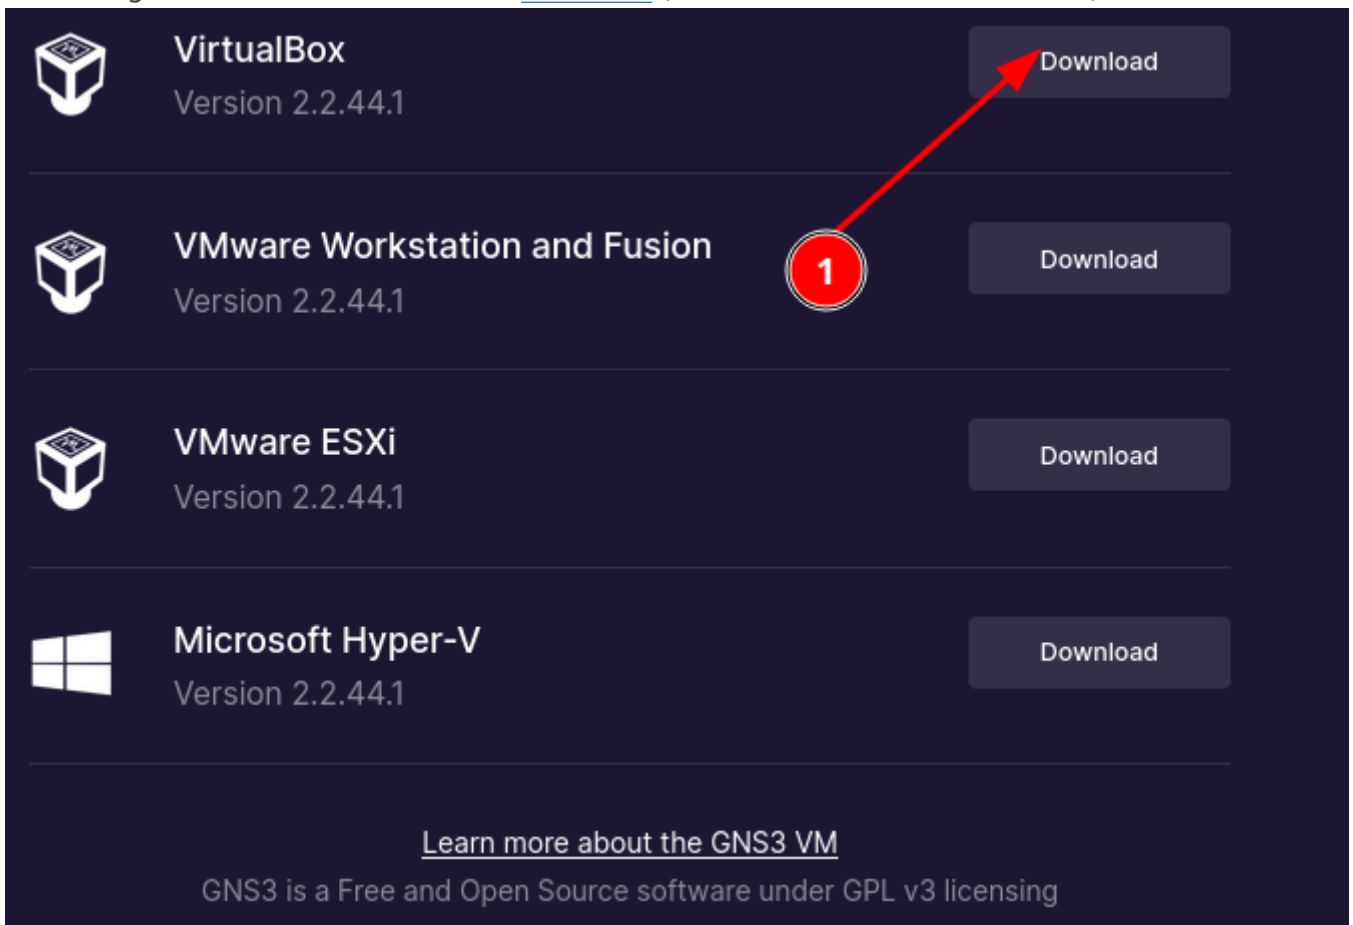 VirtualBox
Download
Version 2.2.44.1
VMware Workstation and Fusion
1
Download
Version 2.2.44.1
VMware ESXi
Download
Version 2.2.44.1
Microsoft Hyper-V
Download
Version 2.2.44.1
Learn more about the GNS3 VM
GNS3 is a Free and Open Source software under GPL v3 licensing